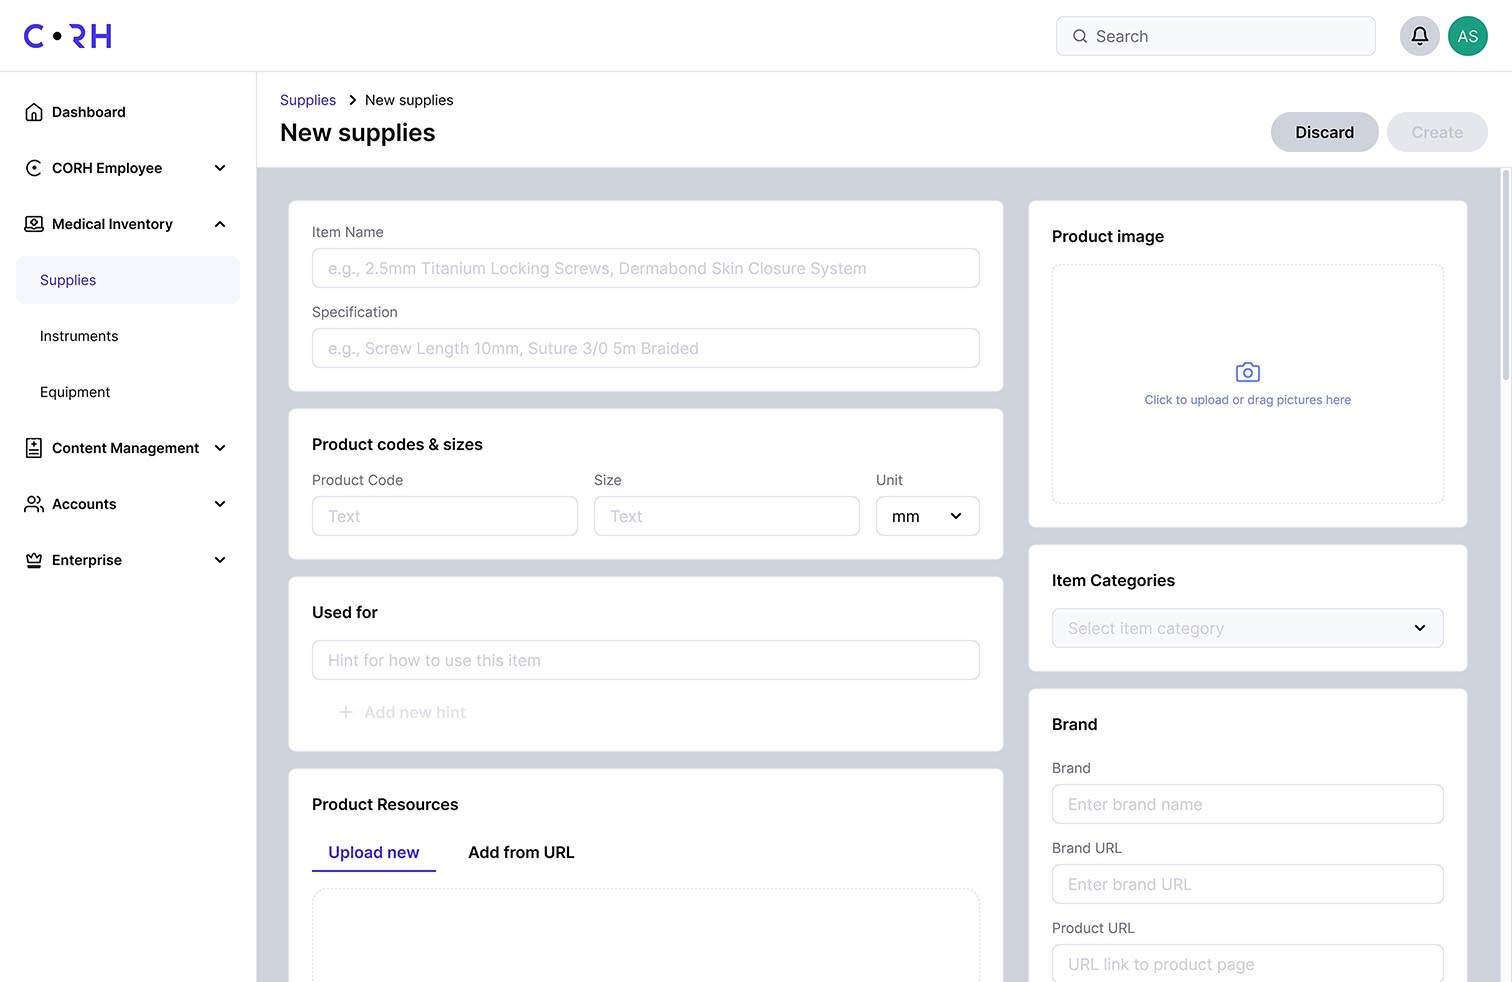 CORH
Search
AS
Dashboard
CORH Employee
Medical Inventory
Supplies
Instruments
Equipment
Content Management
Accounts
Enterprise
Supplies > New supplies
New supplies
Discard
Create
Item Name
e.g., 2.5mm Titanium Locking Screws, Dermabond Skin Closure System
Specification
e.g., Screw Length 10mm, Suture 3/0 5m Braided
Product codes & sizes
Product Code Size Unit
Text Text mm
Used for
Hint for how to use this item
+ Add new hint
Product Resources
Upload new Add from URL
Product image
Click to upload or drag pictures here
Item Categories
Select item category
Brand
Brand
Enter brand name
Brand URL
Enter brand URL
Product URL
URL link to product page